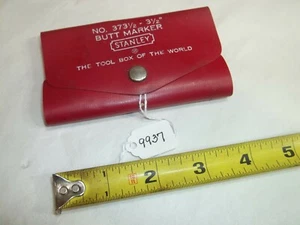 NO. 373½ - 3½"
BUTT MARKER
STANLEY
®
THE TOOL BOX OF THE WORLD
9937
2 3 4 5